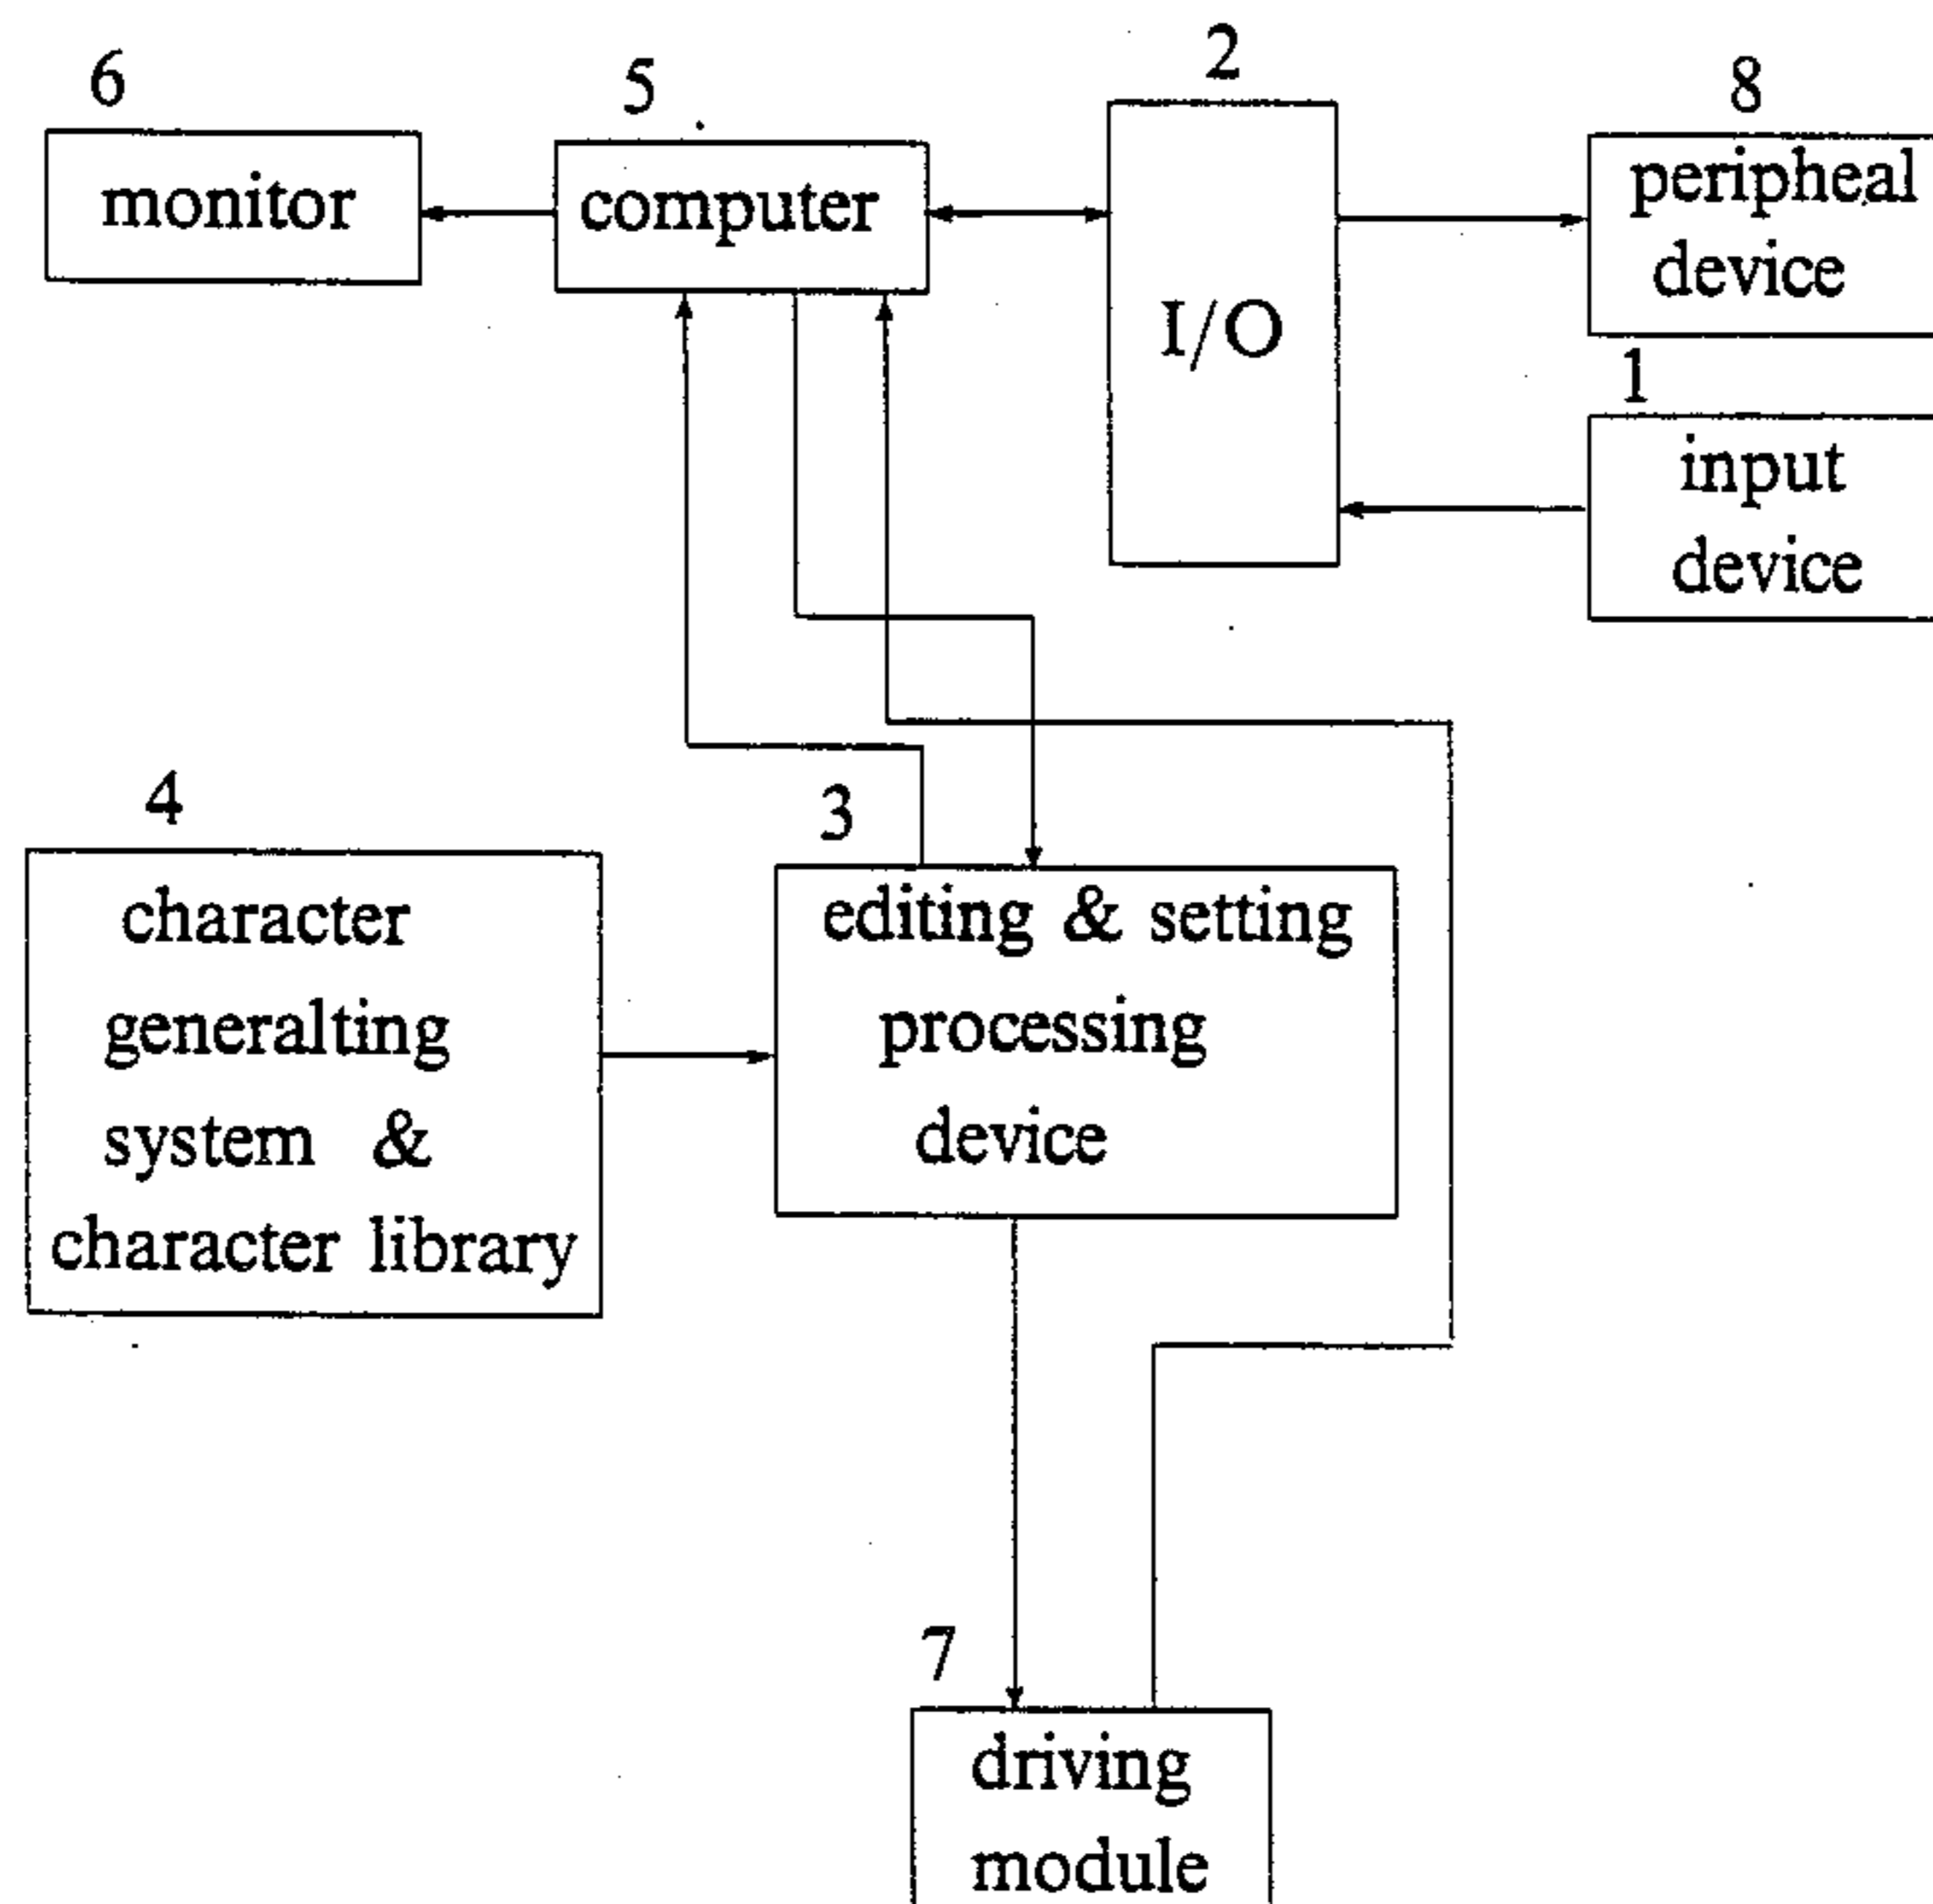 6
monitor
5
computer
2
I/O
8
peripheal
device
1
input
device
4
character
generalting
system &
character library
3
editing & setting
processing
device
7
driving
module